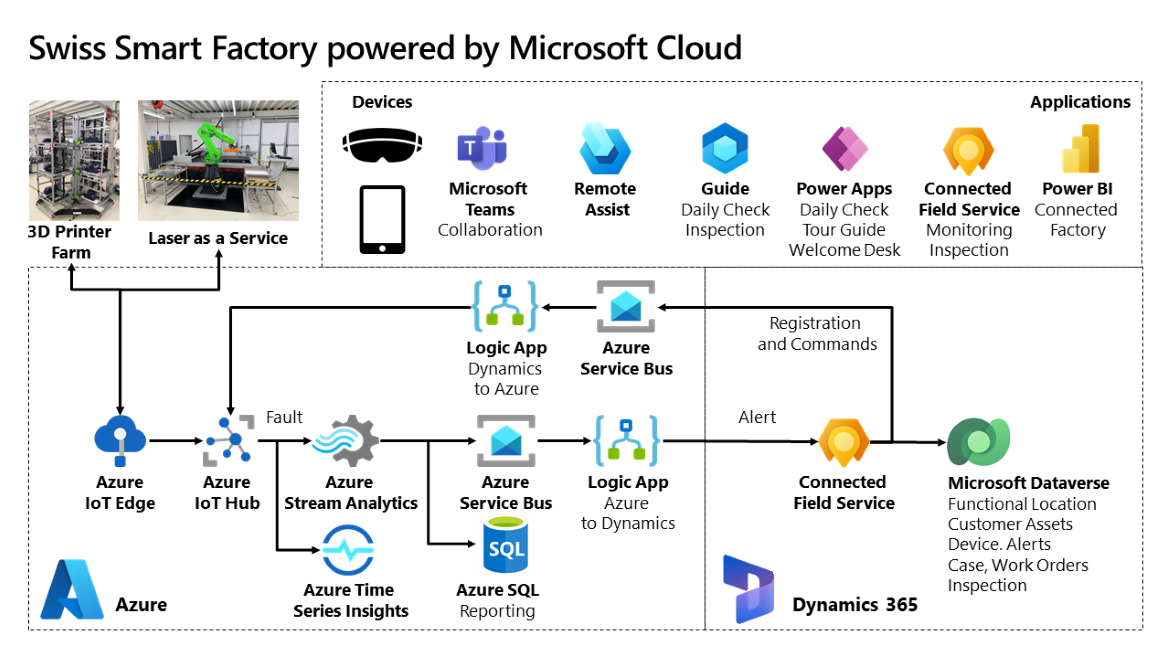 Swiss Smart Factory powered by Microsoft Cloud
Devices
Applications
T
Microsoft
Teams
Collaboration
Remote
Assist
Guide
Daily Check
Inspection
Power Apps
Daily Check
Tour Guide
Welcome Desk
Connected
Field Service
Monitoring
Inspection
Power BI
Connected
Factory
3D Printer
Farm
Laser as a Service
Logic App
Dynamics
to Azure
Azure
Service Bus
Registration
and Commands
Fault
Alert
Azure
IoT Edge
Azure
IoT Hub
Azure
Stream Analytics
Azure
Service Bus
Logic App
Azure
to Dynamics
Connected
Field Service
Microsoft Dataverse
Functional Location
Customer Assets
Device. Alerts
Case, Work Orders
Inspection
Azure Time
Series Insights
SQL
Azure SQL
Reporting
Azure
Dynamics 365